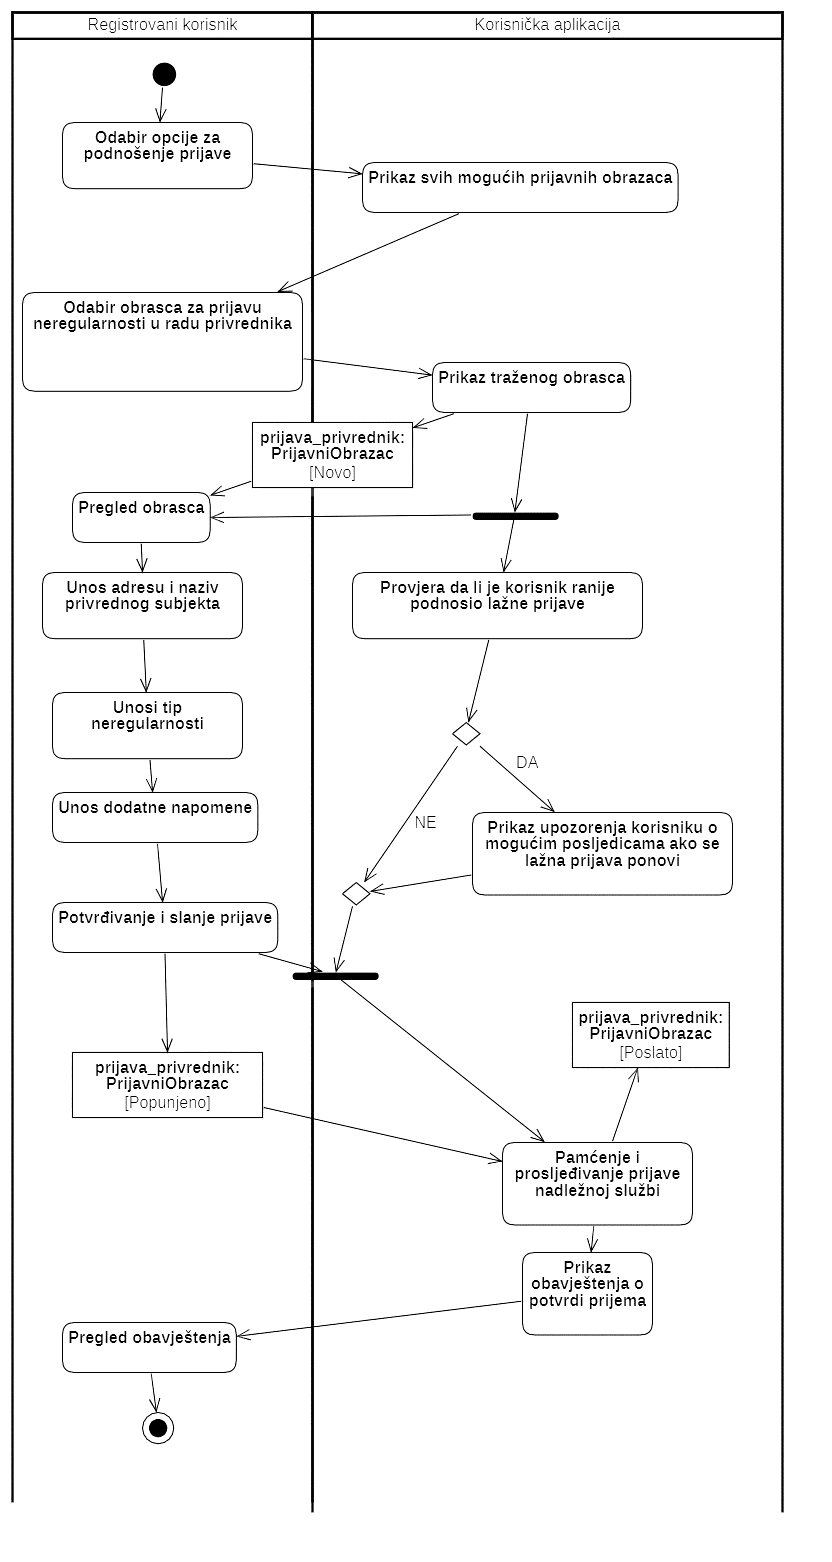 Registrovani korisnik
Korisnička aplikacija
Odabir opcije za
podnošenje prijave
Prikaz svih mogućih prijavnih obrazaca
Odabir obrasca za prijavu
neregularnosti u radu privrednika
Prikaz traženog obrasca
prijava_privrednik:
PrijavniObrazac
[Novo]
Pregled obrasca
Unos adresu i naziv
privrednog subjekta
Provjera da li je korisnik ranije
podnosio lažne prijave
Unosi tip
neregularnosti
DA
Unos dodatne napomene
NE
Prikaz upozorenja korisniku o
mogućim posljedicama ako se
lažna prijava ponovi
Potvrđivanje i slanje prijave
prijava_privrednik:
PrijavniObrazac
[Poslato]
prijava_privrednik:
PrijavniObrazac
[Popunjeno]
Pamćenje i
prosljeđivanje prijave
nadležnoj službi
Prikaz
obavještenja o
potvrdi prijema
Pregled obavještenja